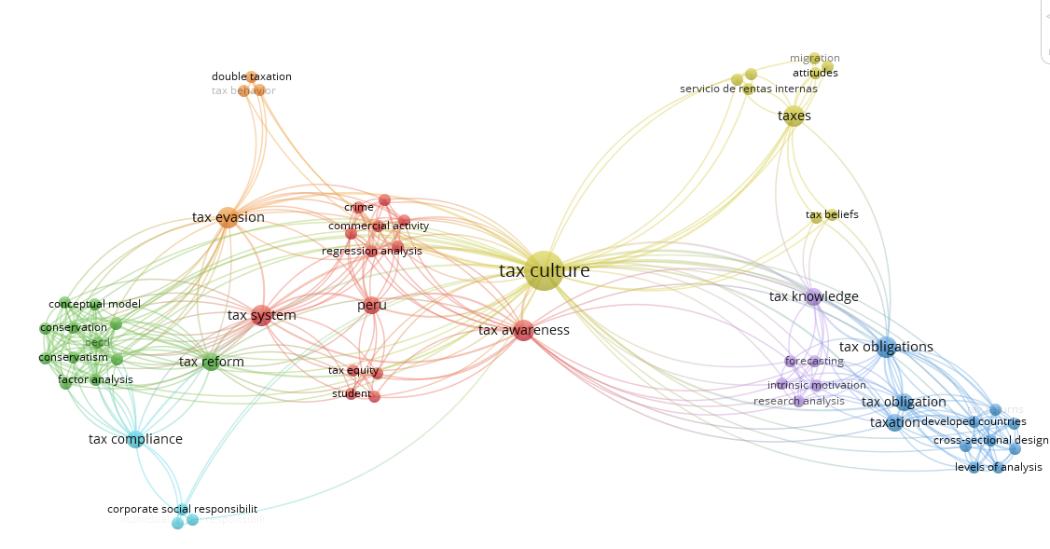 migration
double taxation
attitudes
tax behavior
servicio de rentas internas
taxes
crime
tax evasion
tax beliefs
commercial activity
regression analysis
tax culture
tax knowledge
conceptual model
peru
tax system
conservation
tax awareness
tax obligations
conservatism
tax reform
forecasting
tax equity
factor analysis
intrinsic motivation
student
research analysis
tax obligation
taxation
developed countries
tax compliance
cross-sectional design
levels of analysis
corporate social responsibilit